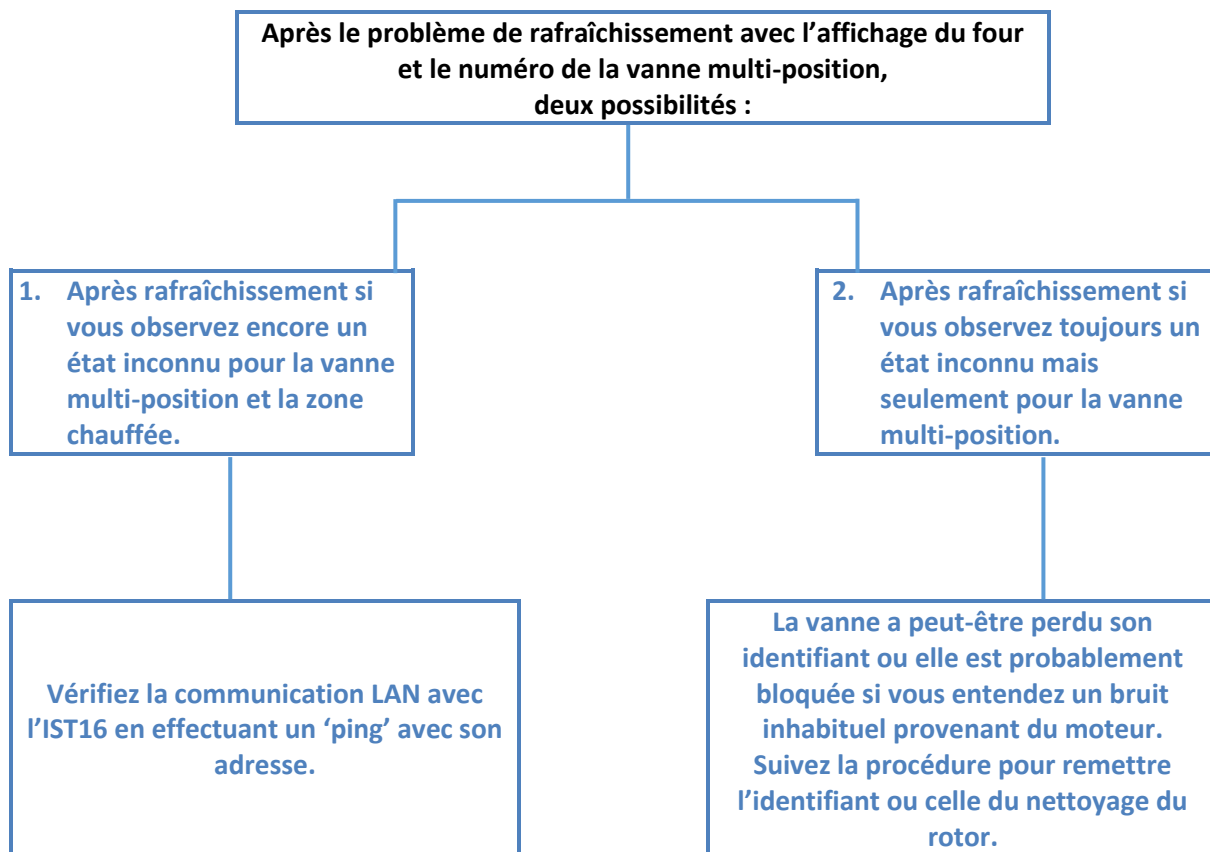 Après le problème de rafraîchissement avec l’affichage du four
et le numéro de la vanne multi-position,
deux possibilités :
1. Après rafraîchissement si
vous observez encore un
état inconnu pour la vanne
multi-position et la zone
chauffée.
2. Après rafraîchissement si
vous observez toujours un
état inconnu mais
seulement pour la vanne
multi-position.
Vérifiez la communication LAN avec
l’IST16 en effectuant un ‘ping’ avec son
adresse.
La vanne a peut-être perdu son
identifiant ou elle est probablement
bloquée si vous entendez un bruit
inhabituel provenant du moteur.
Suivez la procédure pour remettre
l’identifiant ou celle du nettoyage du
rotor.